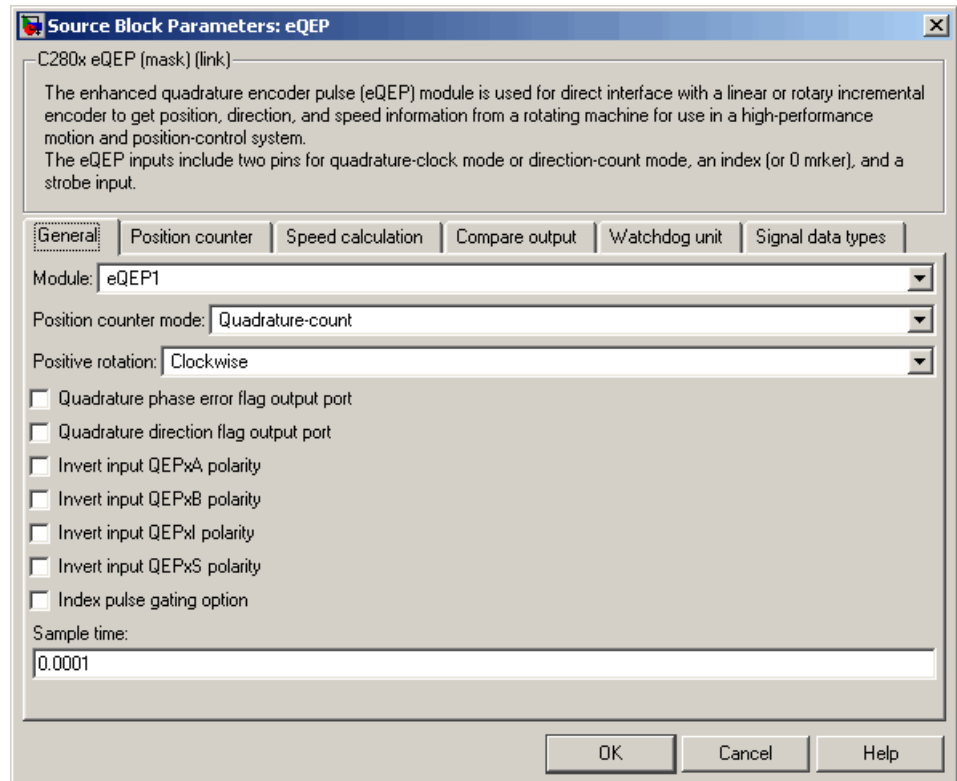 Source Block Parameters: eQEP
C280x eQEP (mask) (link)
The enhanced quadrature encoder pulse (eQEP) module is used for direct interface with a linear or rotary incremental
encoder to get position, direction, and speed information from a rotating machine for use in a high-performance
motion and position-control system.
The eQEP inputs include two pins for quadrature-clock mode or direction-count mode, an index (or 0 mrker), and a
strobe input.
General Position counter Speed calculation Compare output Watchdog unit Signal data types
Module: eQEP1
Position counter mode: Quadrature-count
Positive rotation: Clockwise
Quadrature phase error flag output port
Quadrature direction flag output port
Invert input QEPxA polarity
Invert input QEPxB polarity
Invert input QEPxI polarity
Invert input QEPxS polarity
Index pulse gating option
Sample time:
0.0001
OK Cancel Help